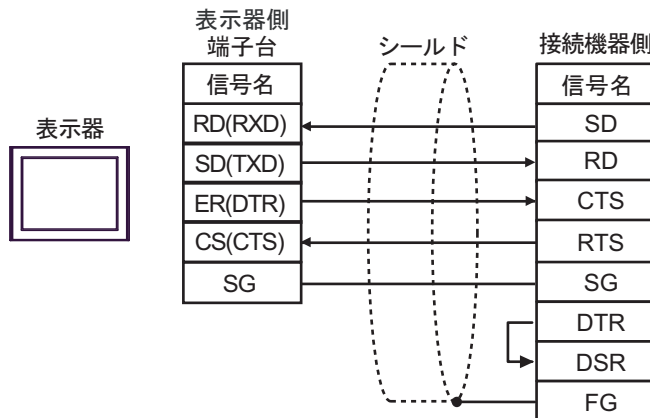 表示器側
端子台
シールド
接続機器側
信号名
信号名
表示器
RD(RXD)
SD
SD(TXD)
RD
ER(DTR)
CTS
CS(CTS)
RTS
SG
SG
DTR
DSR
FG